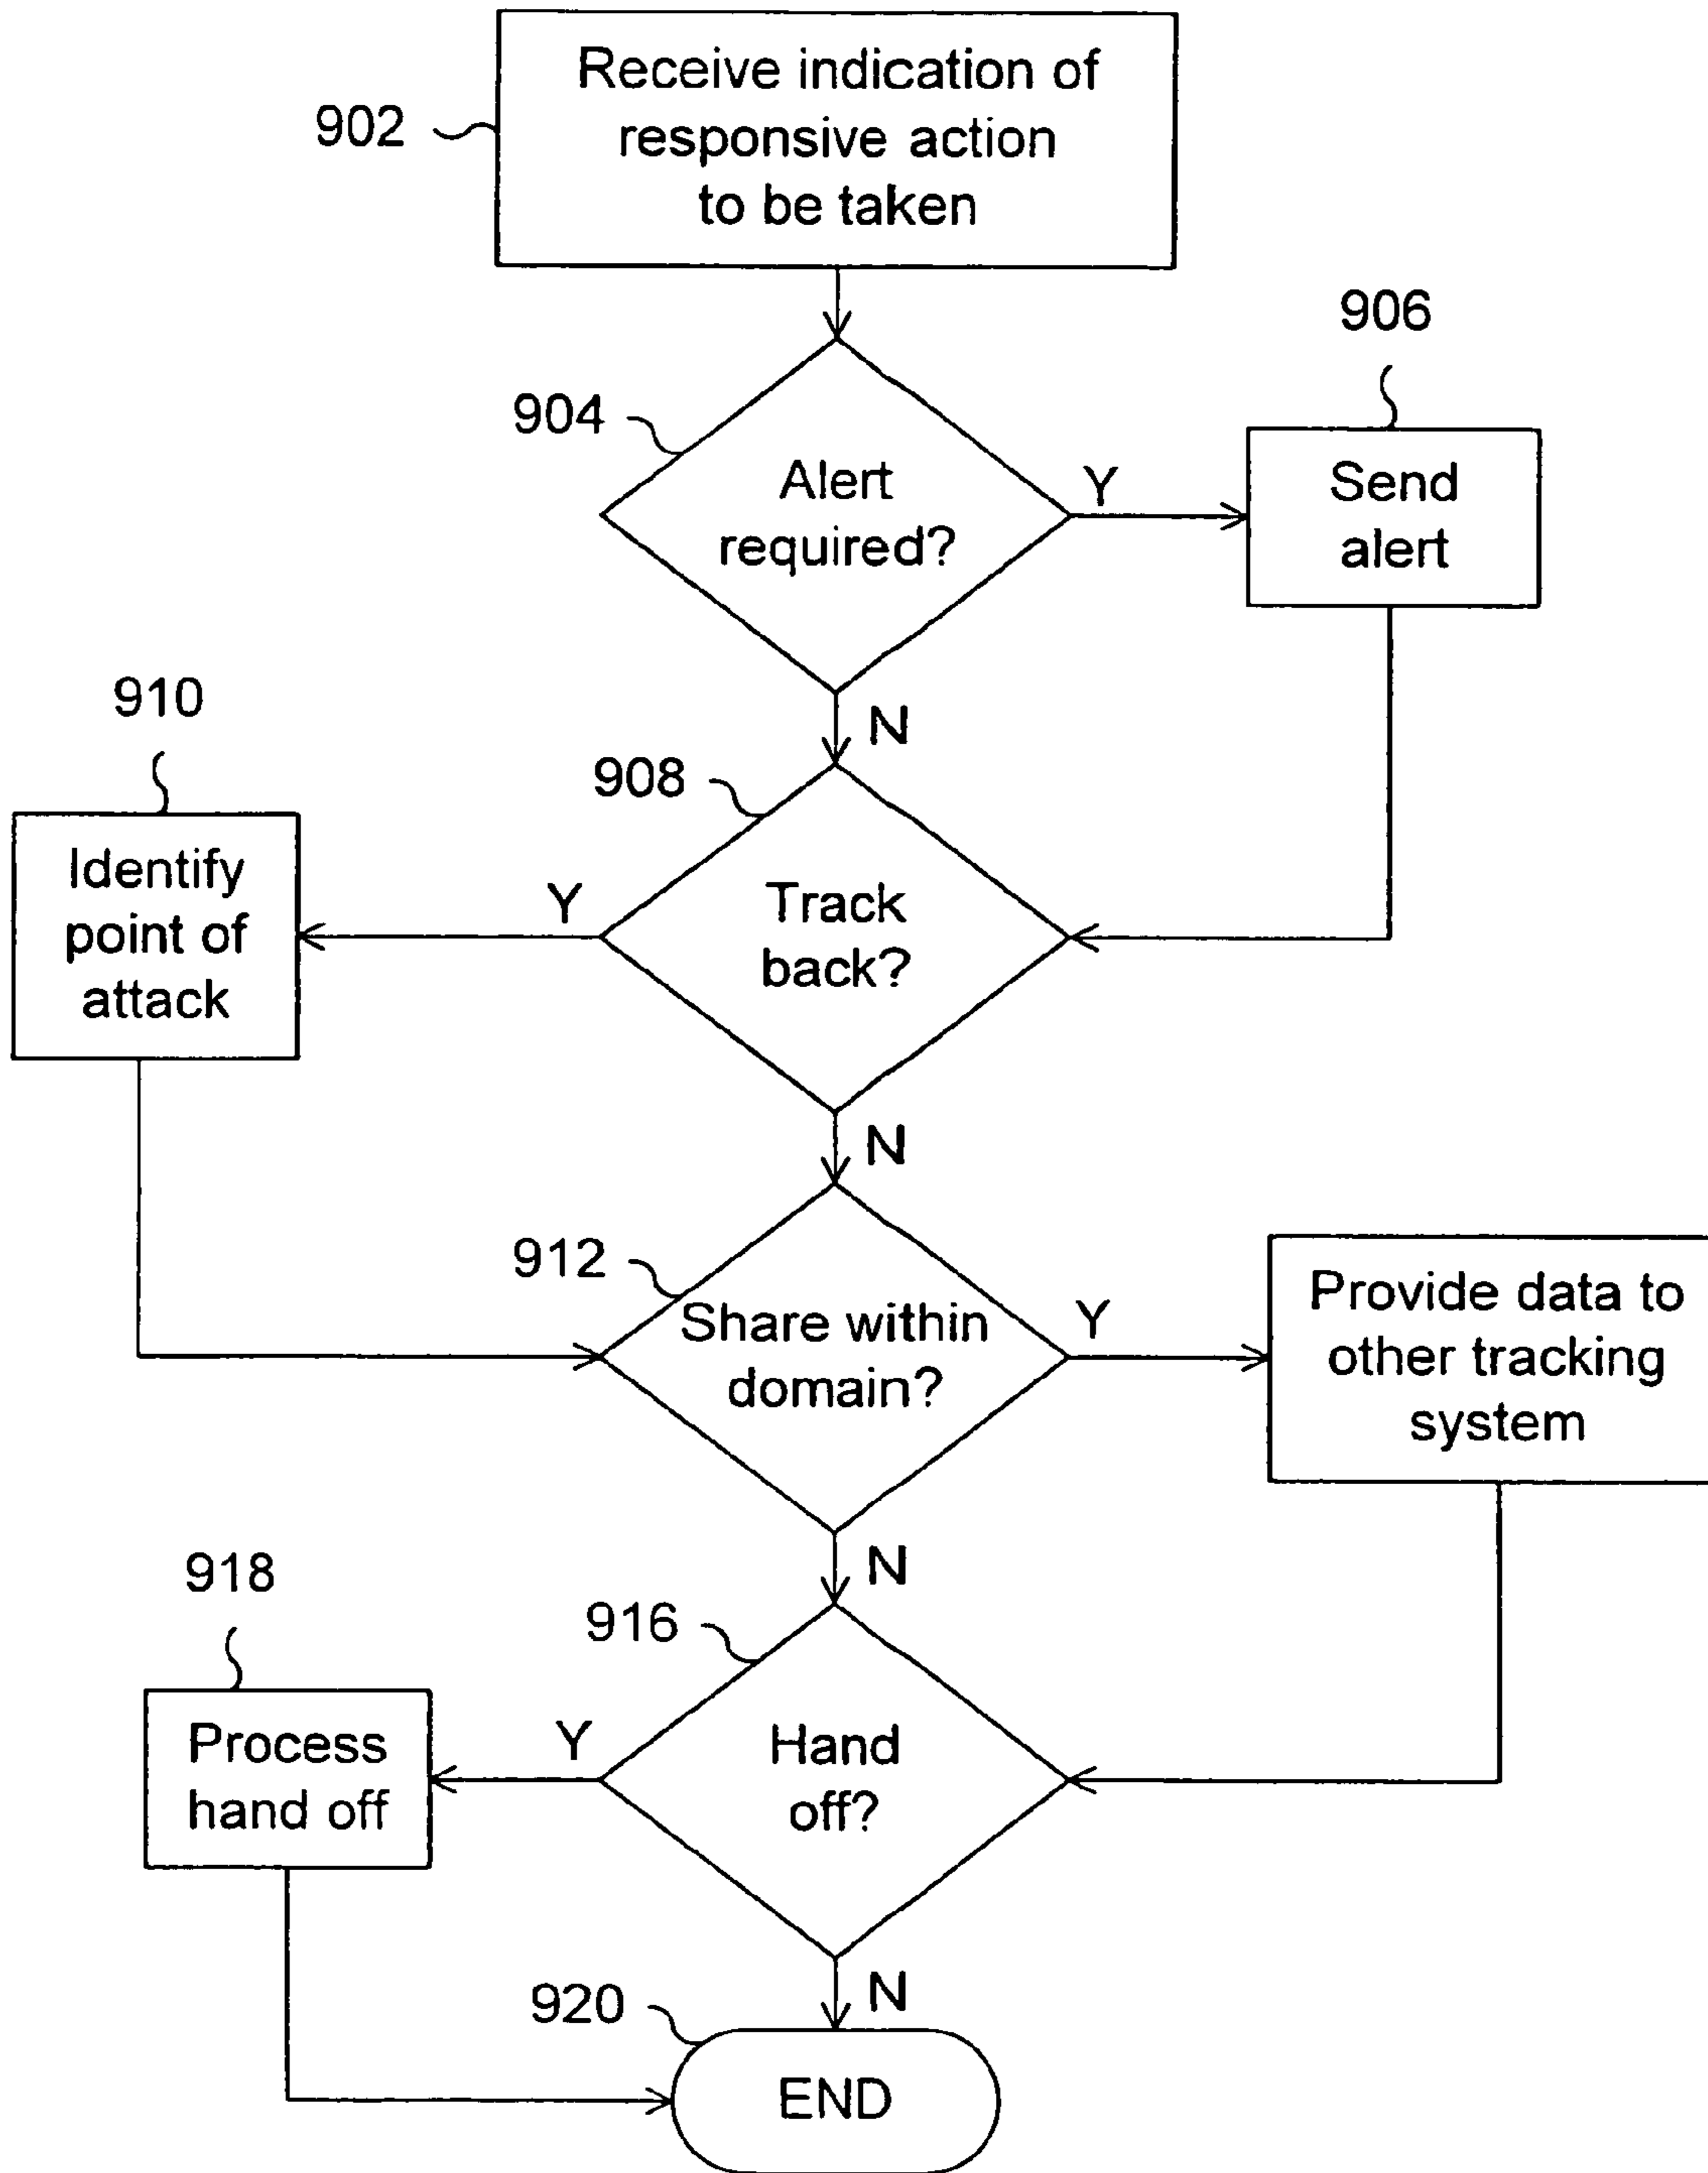 Receive indication of
responsive action
to be taken
902
906
904
Alert
required?
Y
Send
alert
N
910
908
Identify
point of
attack
Y
Track
back?
N
912
Share within
domain?
Y
Provide data to
other tracking
system
N
918
916
Process
hand off
Y
Hand
off?
N
920
END